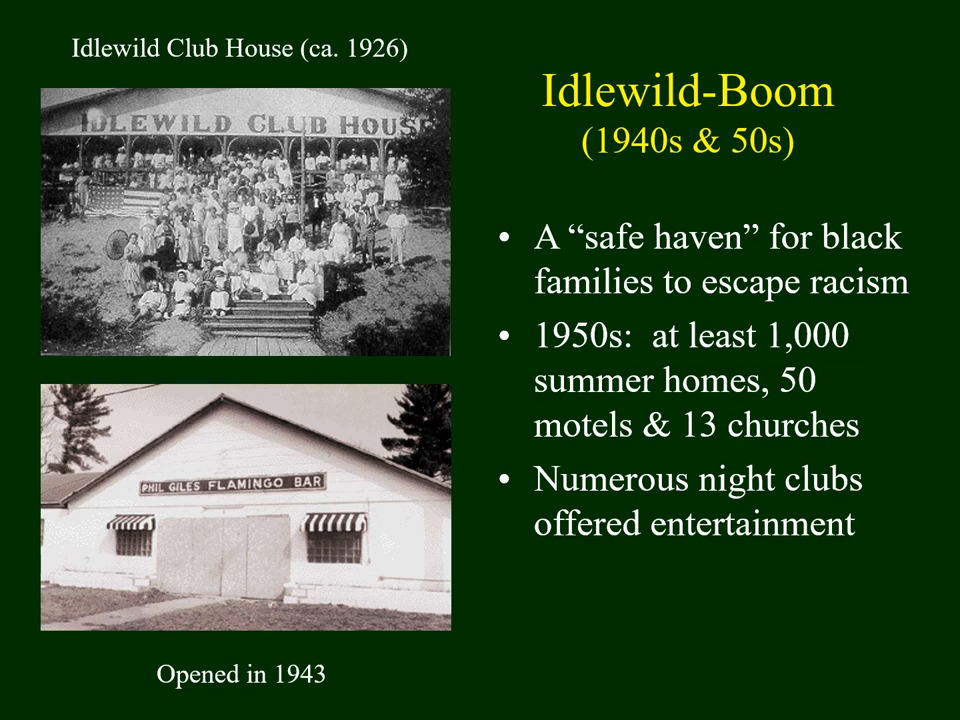 Idlewild Club House (ca. 1926)
IDLEWILD CLUB HOUSE
PHIL GILES FLAMINGO BAR
Opened in 1943
Idlewild-Boom
(1940s & 50s)
• A “safe haven” for black
families to escape racism
• 1950s:  at least 1,000
summer homes, 50
motels & 13 churches
• Numerous night clubs
offered entertainment